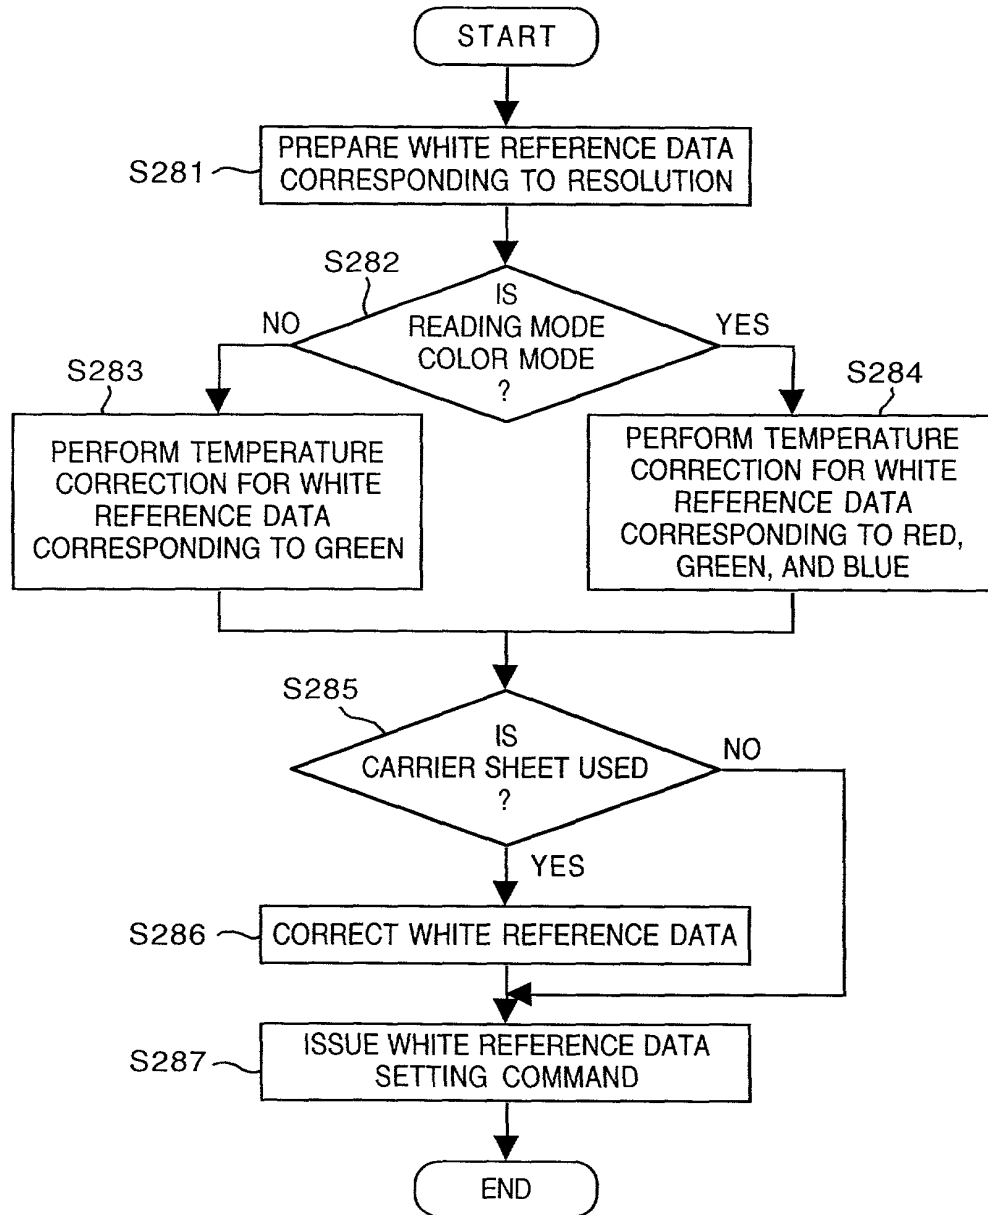 START
S281
PREPARE WHITE REFERENCE DATA
CORRESPONDING TO RESOLUTION
S282
IS
READING MODE
COLOR MODE
?
NO
YES
S283
PERFORM TEMPERATURE
CORRECTION FOR WHITE
REFERENCE DATA
CORRESPONDING TO GREEN
S284
PERFORM TEMPERATURE
CORRECTION FOR WHITE
REFERENCE DATA
CORRESPONDING TO RED,
GREEN, AND BLUE
S285
IS
CARRIER SHEET USED
?
NO
YES
S286
CORRECT WHITE REFERENCE DATA
S287
ISSUE WHITE REFERENCE DATA
SETTING COMMAND
END